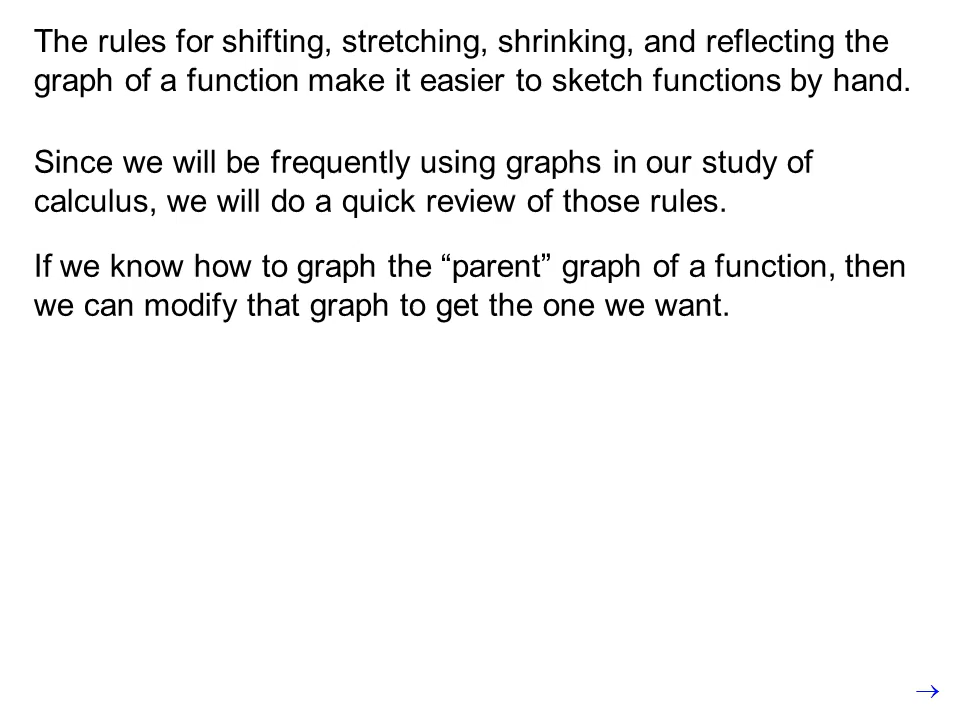 The rules for shifting, stretching, shrinking, and reflecting the
graph of a function make it easier to sketch functions by hand.
Since we will be frequently using graphs in our study of
calculus, we will do a quick review of those rules.
If we know how to graph the “parent” graph of a function, then
we can modify that graph to get the one we want.
→